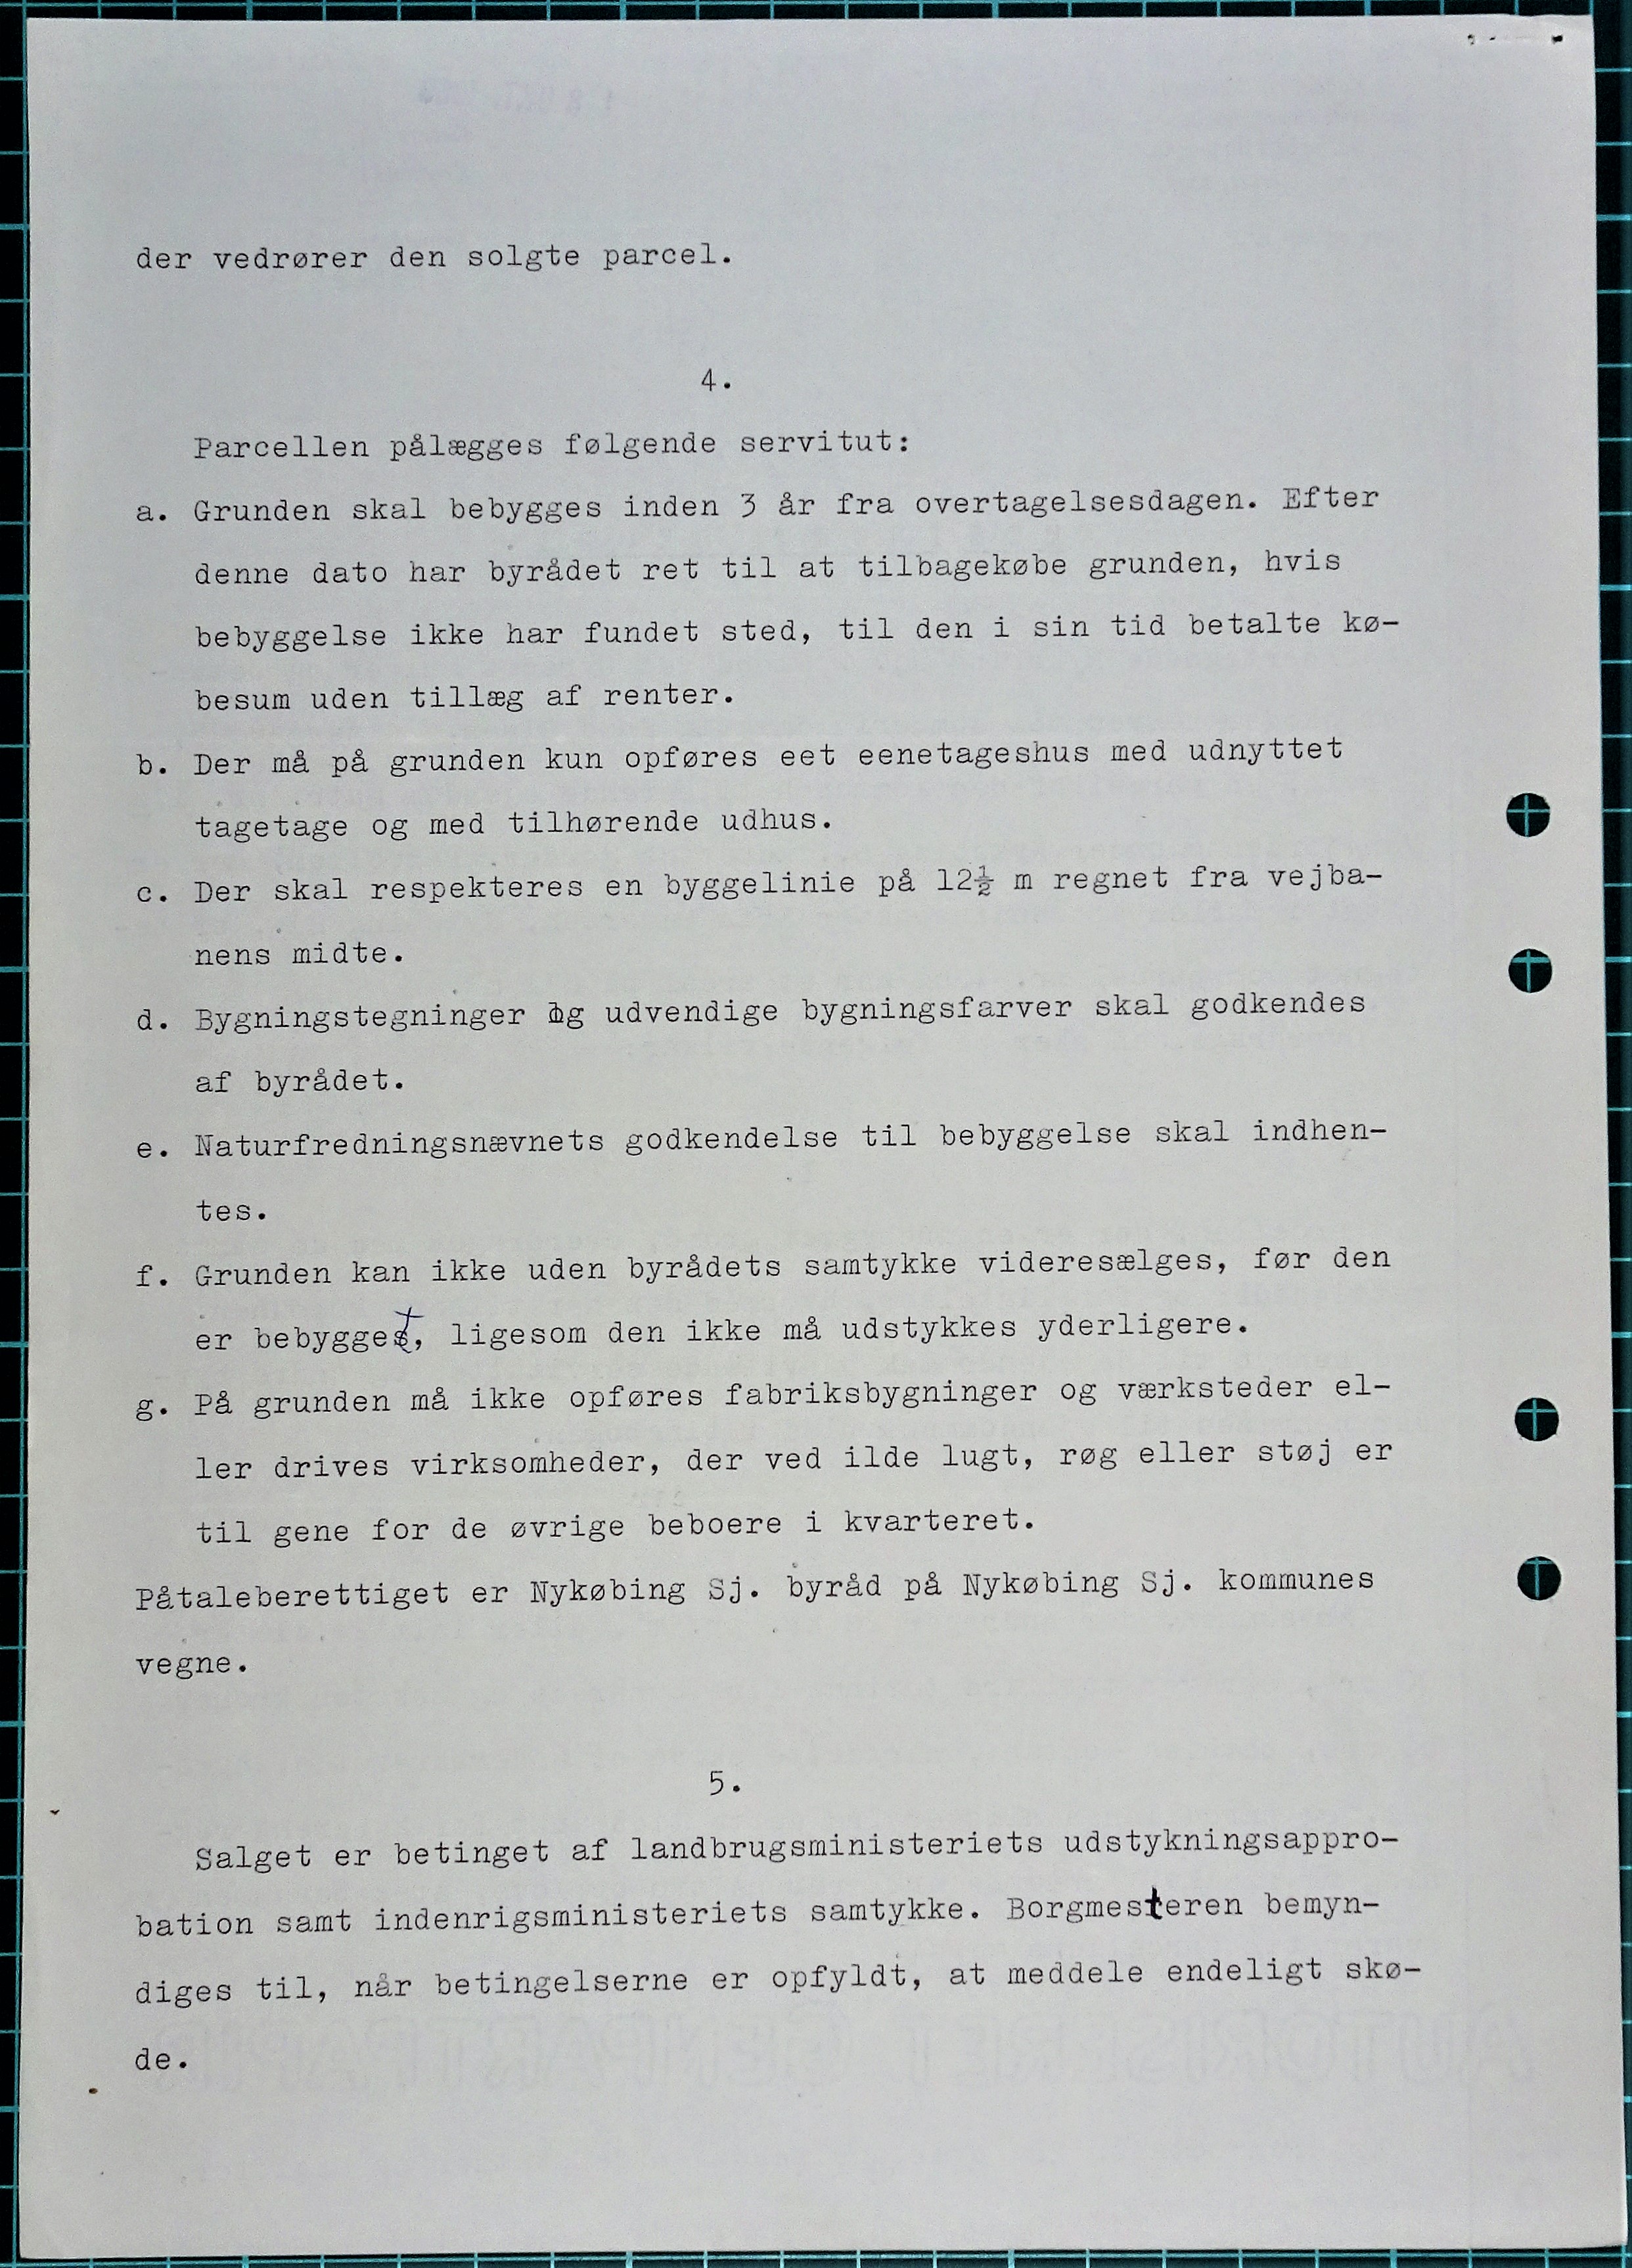 der vedrører den solgte parcel.
4.
Parcellen pålægges følgende servitut:
a. Grunden skal bebygges inden 3 år fra overtagelsesdagen. Efter
denne dato har byrådet ret til at tilbagekøbe grunden, hvis
bebyggelse ikke har fundet sted, til den i sin tid betalte kø-
besum uden tillæg af renter.
b. Der må på grunden kun opføres eet eenetageshus med udnyttet
tagetage og med tilhørende udhus.
c. Der skal respekteres en byggelinie på 12½ m regnet fra vejba-
nens midte.
d. Bygningstegninger og udvendige bygningsfarver skal godkendes
af byrådet.
e. Naturfredningsnævnets godkendelse til bebyggelse skal indhen-
tes.
f. Grunden kan ikke uden byrådets samtykke videresælges, før den
er bebygget, ligesom den ikke må udstykkes yderligere.
g. På grunden må ikke opføres fabriksbygninger og værksteder el-
ler drives virksomheder, der ved ilde lugt, røg eller støj er
til gene for de øvrige beboere i kvarteret.
Påtaleberettiget er Nykøbing Sj. byråd på Nykøbing Sj. kommunes
vegne.
5.
Salget er betinget af landbrugsministeriets udstykningsappro-
bation samt indenrigsministeriets samtykke. Borgmesteren bemyn-
diges til, når betingelserne er opfyldt, at meddele endeligt skø-
de.